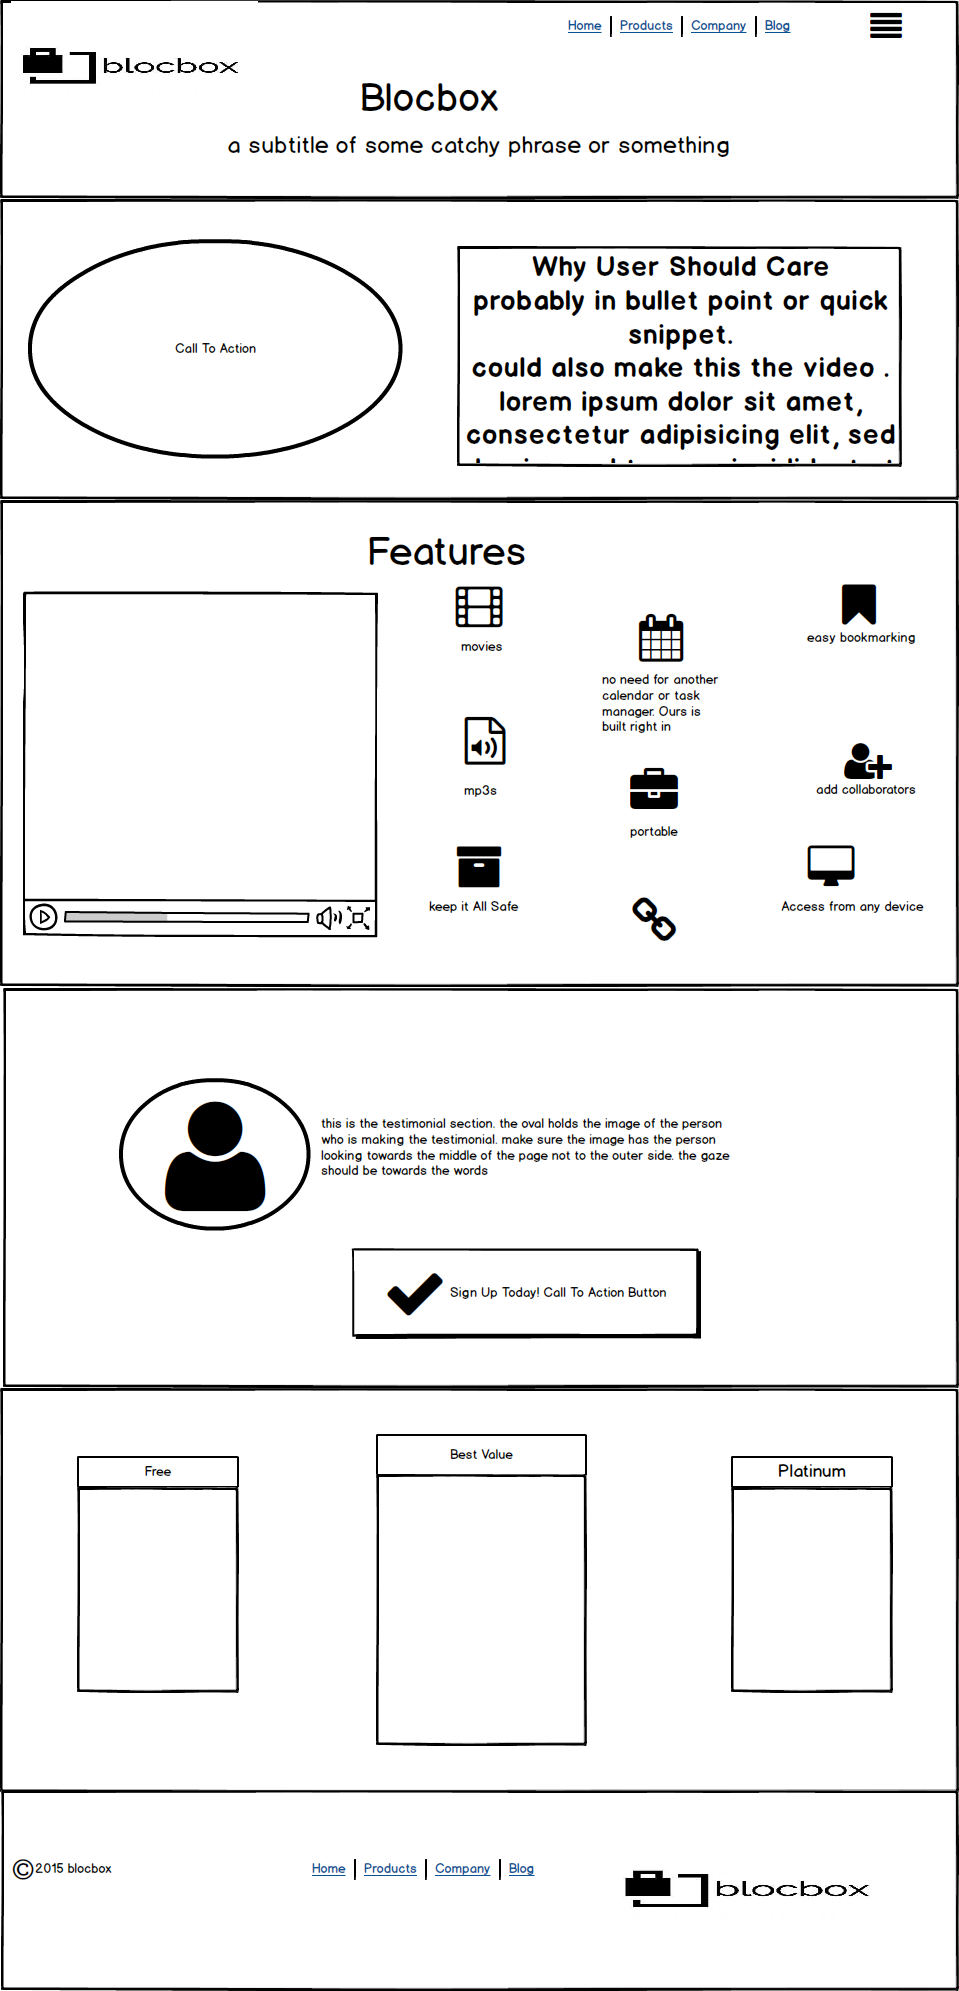 Home | Products | Company | Blog
blocbox
Blocbox
a subtitle of some catchy phrase or something
Call To Action
Why User Should Care
probably in bullet point or quick
snippet.
could also make this the video .
lorem ipsum dolor sit amet,
consectetur adipisicing elit, sed
Features
movies
easy bookmarking
no need for another
calendar or task
manager. Ours is
built right in
mp3s
add collaborators
portable
keep it All Safe
Access from any device
this is the testimonial section. the oval holds the image of the person
who is making the testimonial. make sure the image has the person
looking towards the middle of the page not to the outer side. the gaze
should be towards the words
Sign Up Today! Call To Action Button
Free
Best Value
Platinum
©2015 blocbox
Home | Products | Company | Blog
blocbox